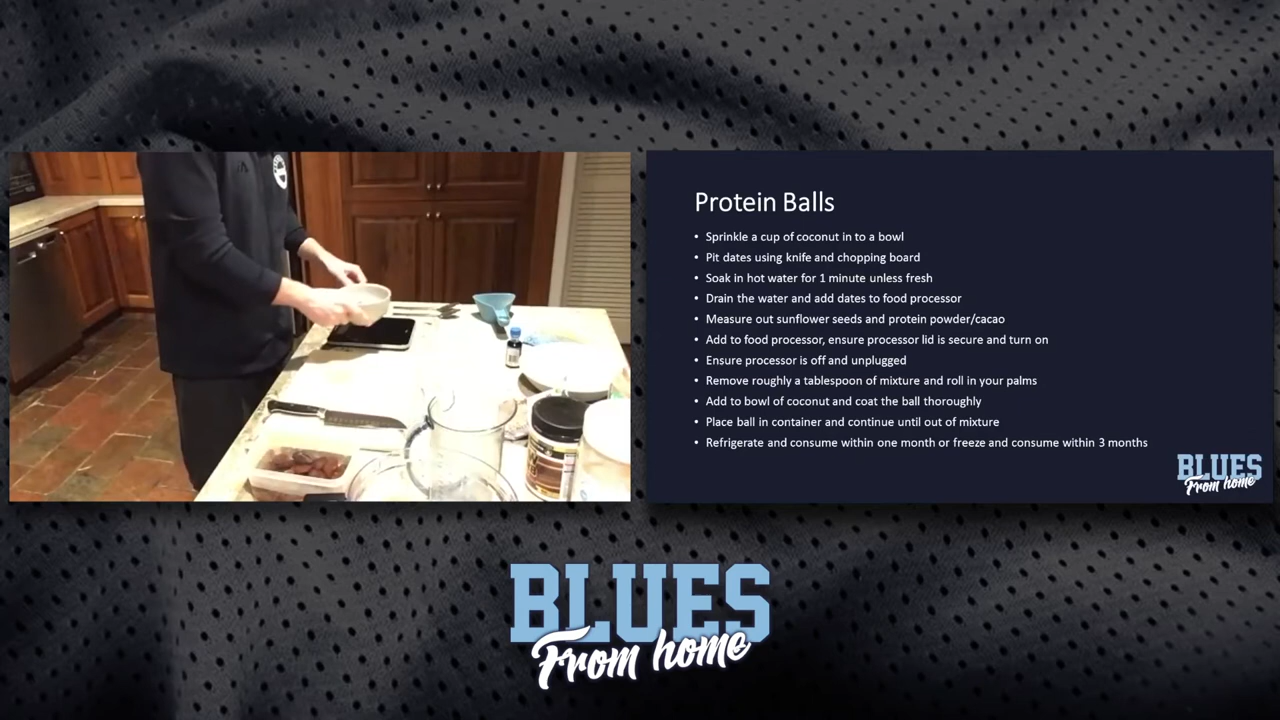 Protein Balls
• Sprinkle a cup of coconut in to a bowl
• Pit dates using knife and chopping board
• Soak in hot water for 1 minute unless fresh
• Drain the water and add dates to food processor
• Measure out sunflower seeds and protein powder/cacao
• Add to food processor, ensure processor lid is secure and turn on
• Ensure processor is off and unplugged
• Remove roughly a tablespoon of mixture and roll in your palms
• Add to bowl of coconut and coat the ball thoroughly
• Place ball in container and continue until out of mixture
• Refrigerate and consume within one month or freeze and consume within 3 months
BLUES
From home
BLUES
From home